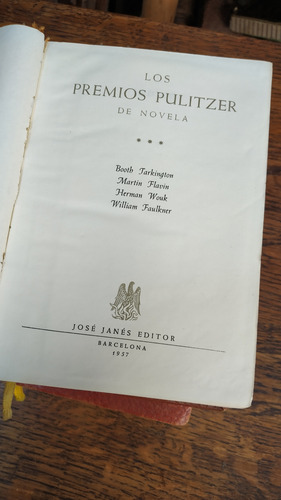 LOS
PREMIOS PULITZER
DE NOVELA
* * *
Booth Tarkington
Martin Flavin
Herman Wouk
William Faulkner
JOSÉ JANÉS EDITOR
BARCELONA
1957